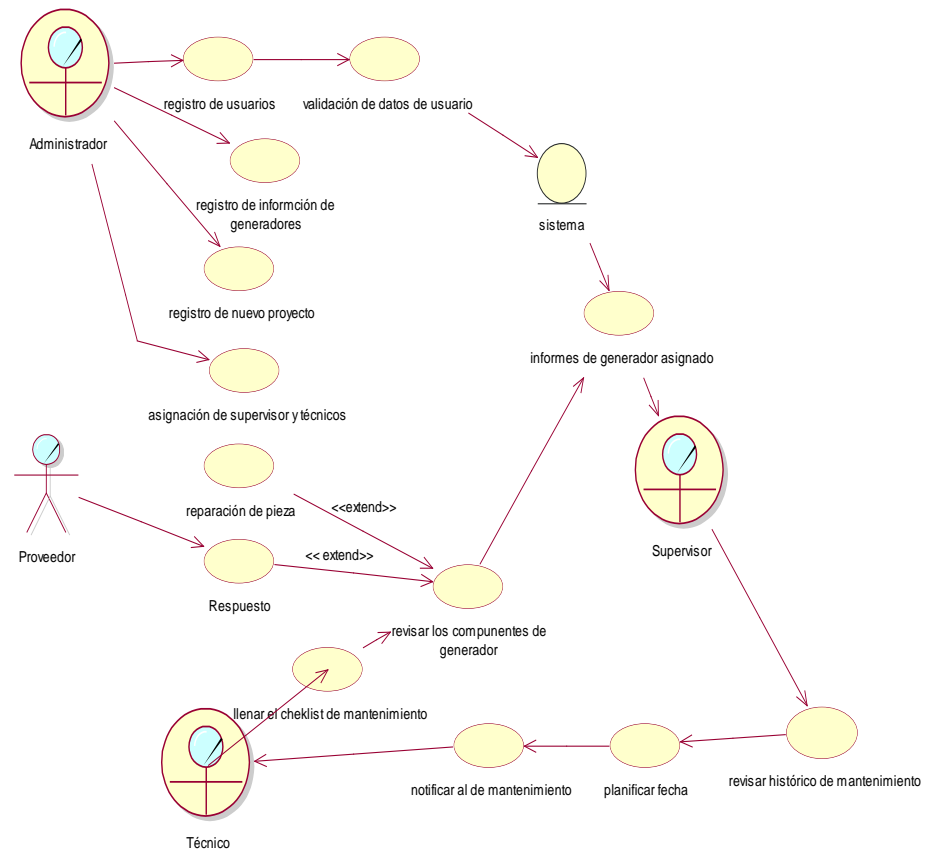 registro de usuarios
validación de datos de usuario
Administrador
registro de informción de
generadores
sistema
registro de nuevo proyecto
informes de generador asignado
asignación de supervisor y técnicos
reparación de pieza
<<extend>>
Proveedor
<< extend>>
Supervisor
Respuesto
revisar los compunentes de
generador
llenar el cheklist de mantenimiento
notificar al de mantenimiento
planificar fecha
revisar histórico de mantenimiento
Técnico